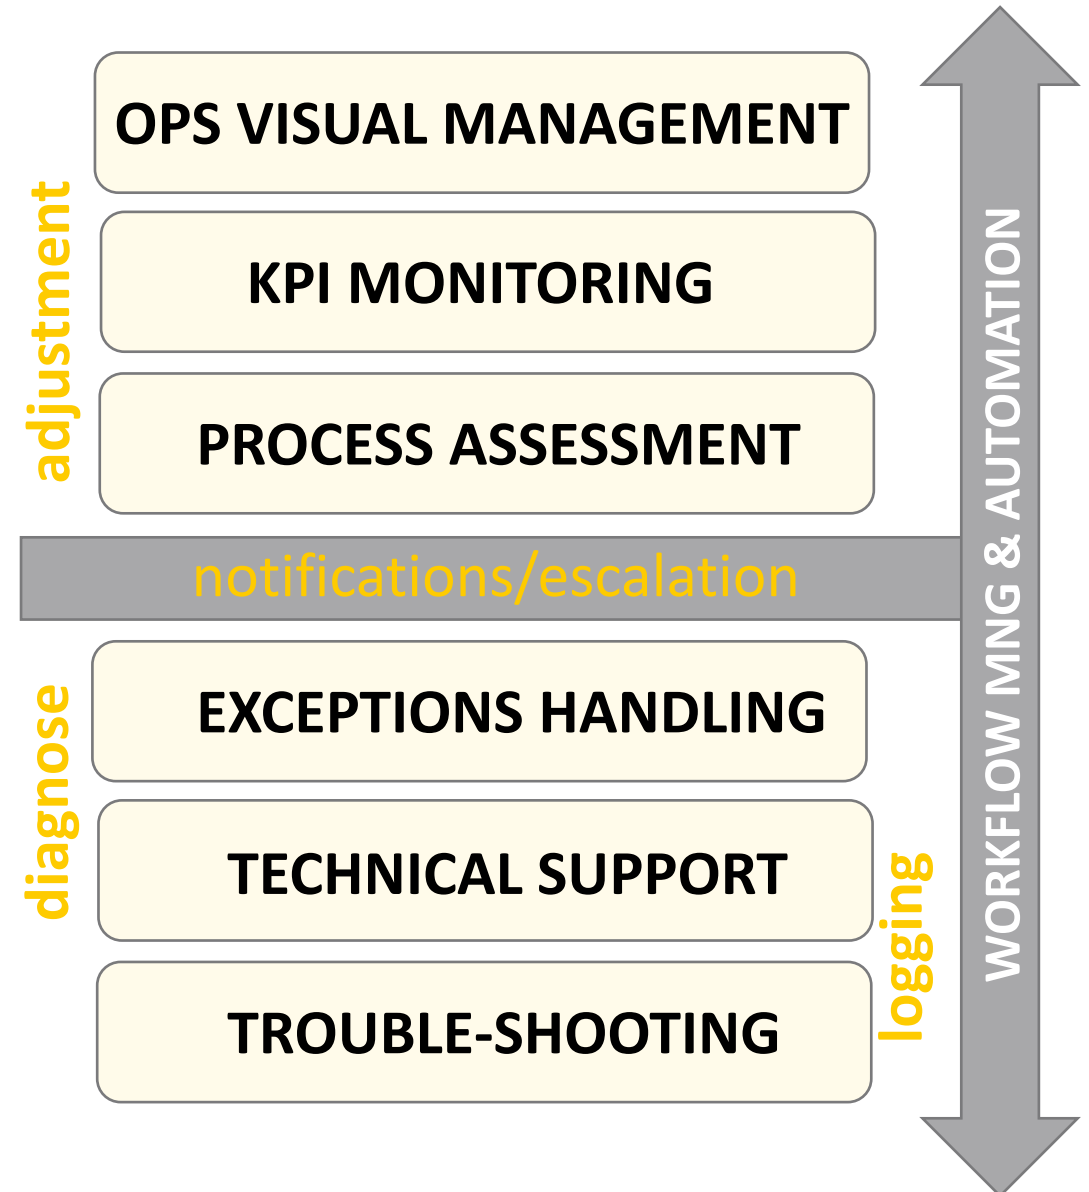 OPS VISUAL MANAGEMENT
adjustment
KPI MONITORING
PROCESS ASSESSMENT
notifications/escalation
WORKFLOW MNG & AUTOMATION
EXCEPTIONS HANDLING
diagnose
TECHNICAL SUPPORT
logging
TROUBLE-SHOOTING